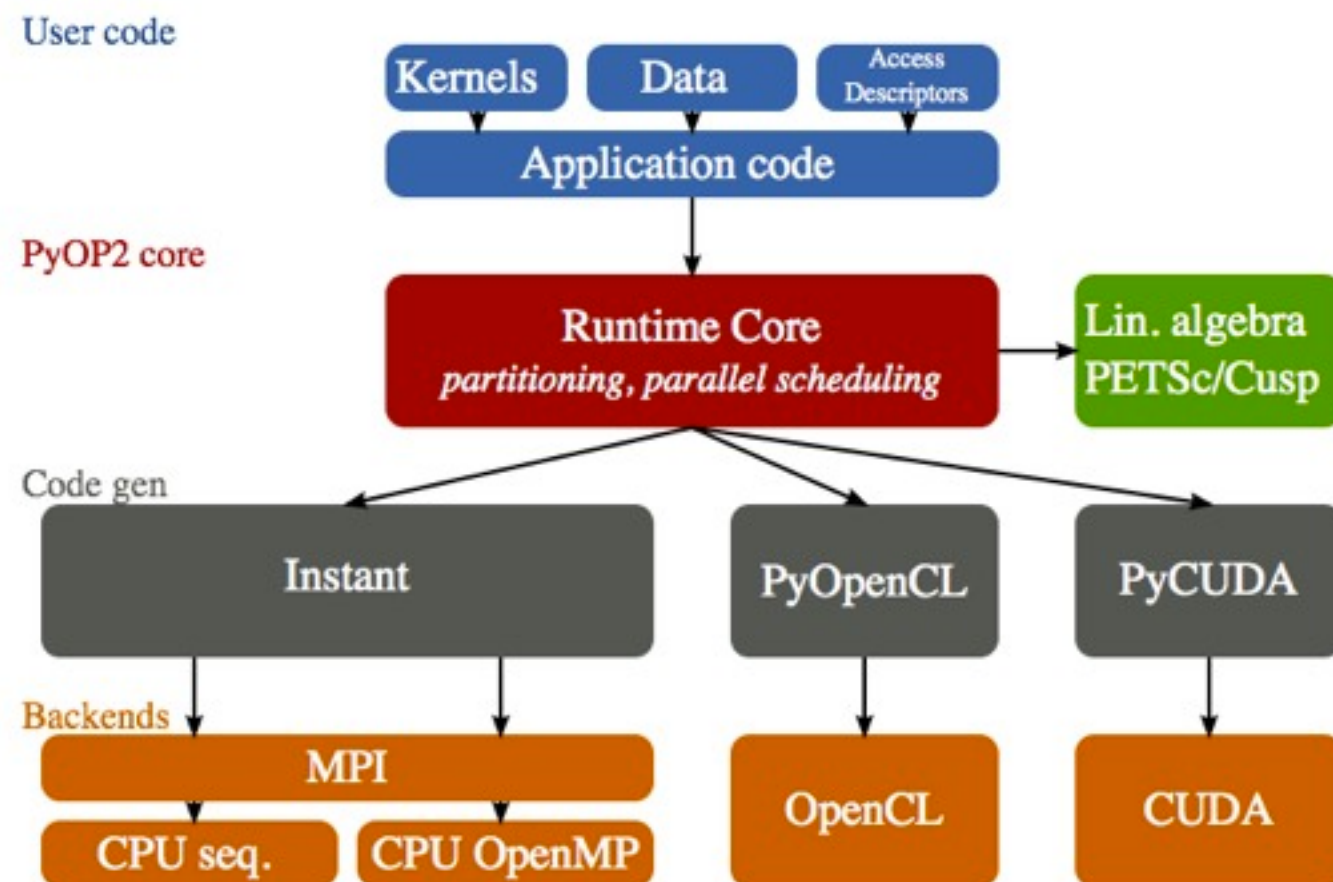 User code
Kernels
Data
Access
Descriptors
Application code
PyOP2 core
Runtime Core
partitioning, parallel scheduling
Lin. algebra
PETSc/Cusp
Code gen
Instant
PyOpenCL
PyCUDA
Backends
MPI
OpenCL
CUDA
CPU seq.
CPU OpenMP